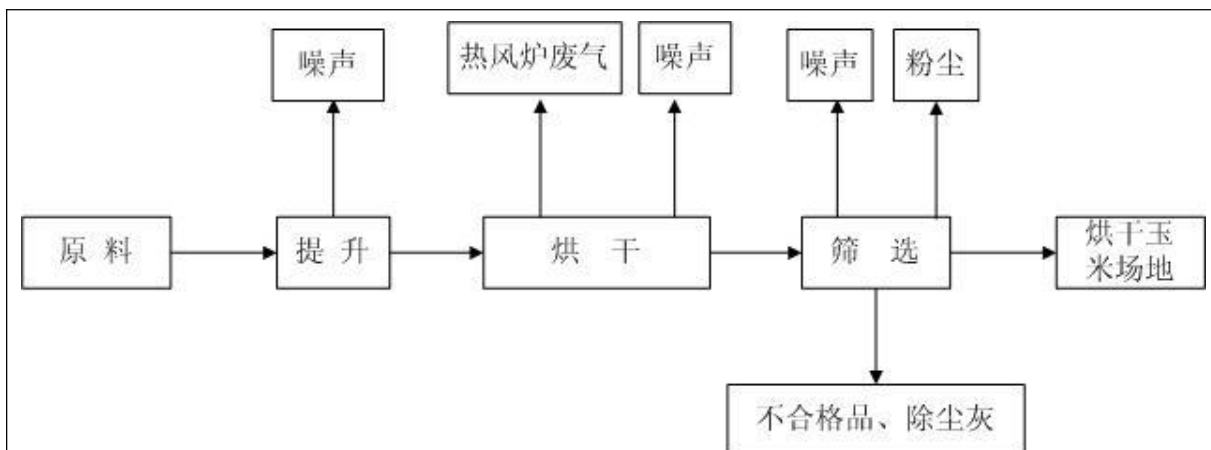 噪声
热风炉废气
噪声
噪声
粉尘
原 料
提 升
烘 干
筛 选
烘干玉
米场地
不合格品、除尘灰